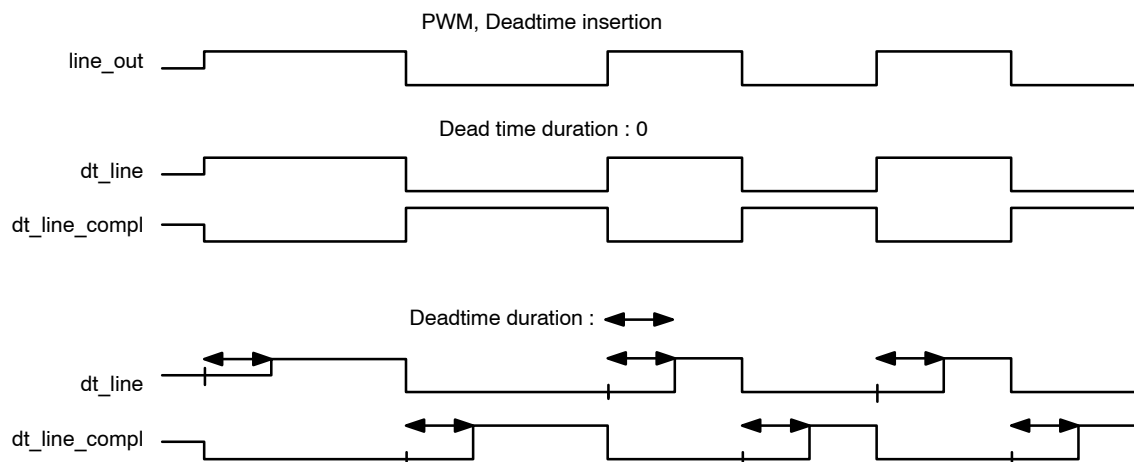 PWM, Deadtime insertion
line_out
Dead time duration : 0
dt_line
dt_line_compl
Deadtime duration :
dt_line
dt_line_compl